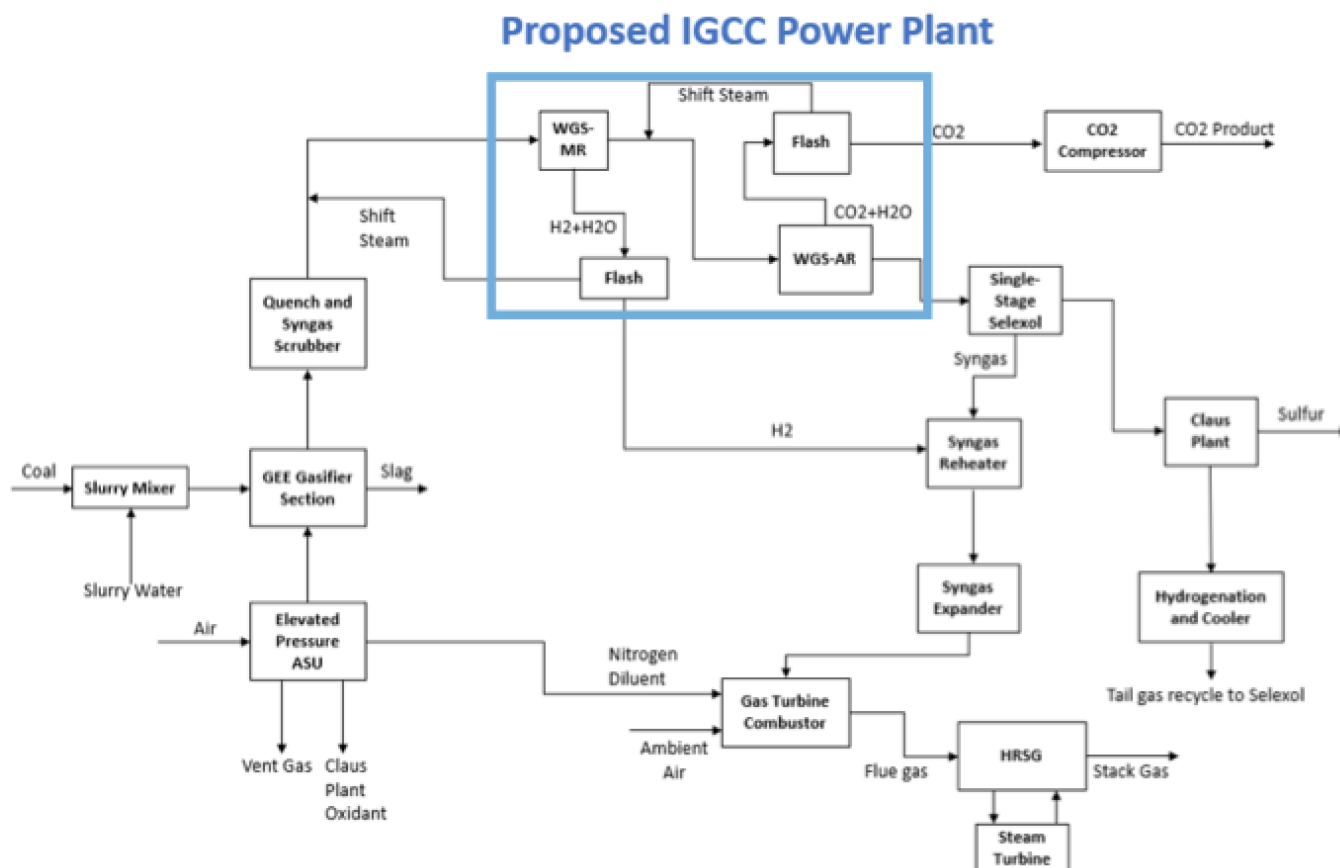 Proposed IGCC Power Plant
Shift Steam
WGS-
MR
Flash
CO2
CO2
Compressor
CO2 Product
Shift
Steam
H2+H2O
CO2+H2O
Flash
WGS-AR
Quench and
Syngas
Scrubber
Single-
Stage
Selexol
Syngas
H2
Syngas
Reheater
Claus
Plant
Sulfur
Coal
Slurry Mixer
GEE Gasifier
Section
Slag
Slurry Water
Syngas
Expander
Hydrogenation
and Cooler
Air
Elevated
Pressure
ASU
Nitrogen
Diluent
Gas Turbine
Combustor
Tail gas recycle to Selexol
Ambient
Air
Vent Gas
Claus
Plant
Oxidant
Flue gas
HRSG
Stack Gas
Steam
Turbine